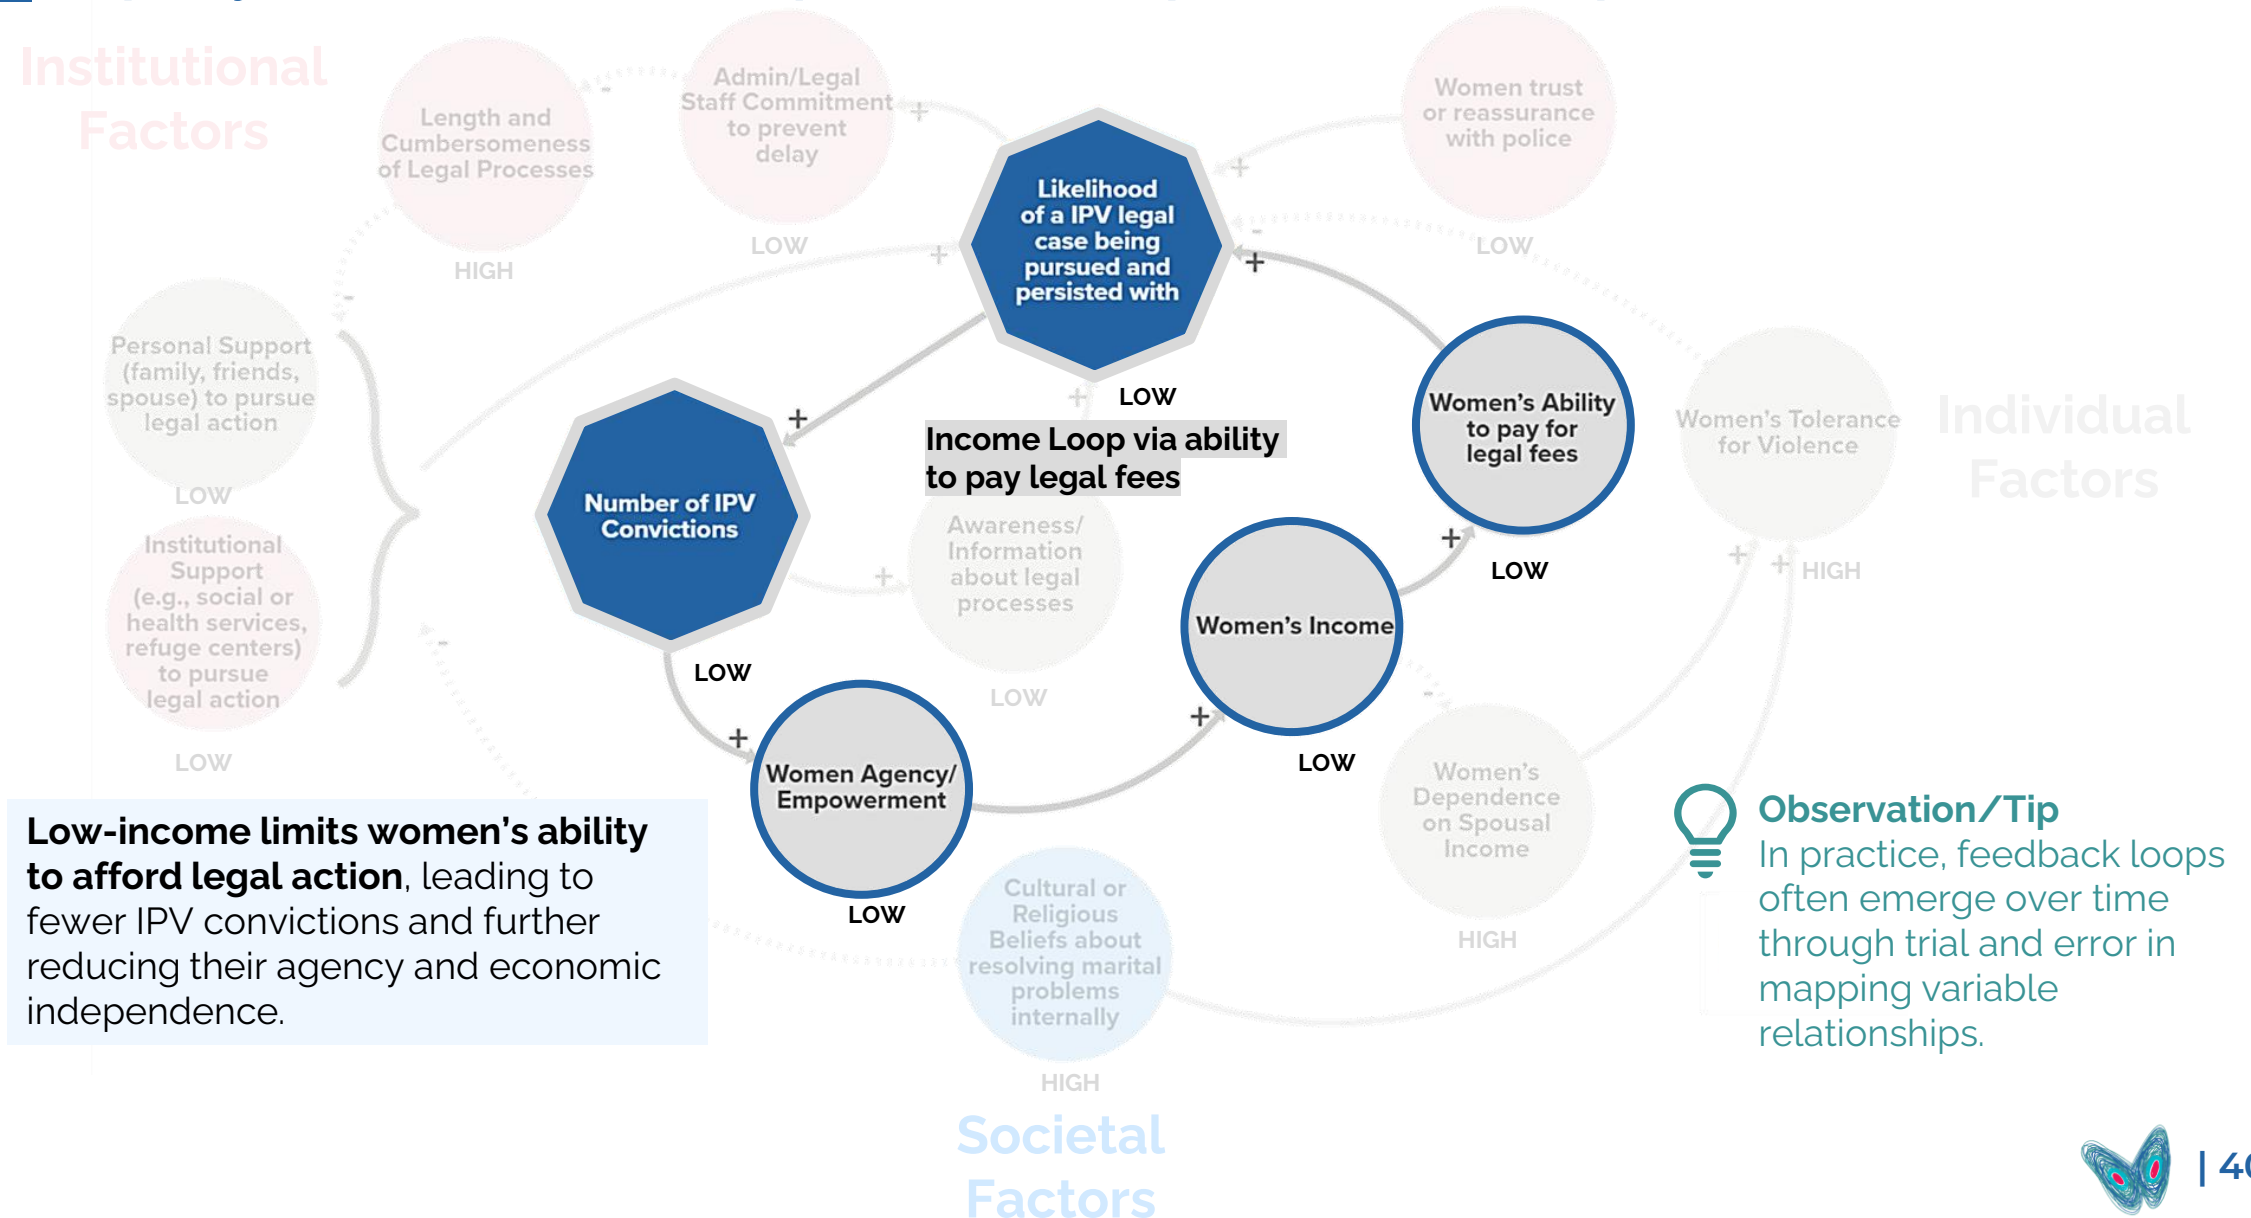 Institutional
Factors
Length and
Cumbersomeness
of Legal Processes
HIGH
-
Admin/Legal
Staff Commitment
to prevent
delay
LOW
+
Women trust
or reassurance
with police
LOW
+
-
Likelihood
of a IPV legal
case being
pursued and
persisted with
LOW
+
+
+
-
Personal Support
(family, friends,
spouse) to pursue
legal action
LOW
Institutional
Support
(e.g., social or
health services,
refuge centers)
to pursue
legal action
LOW
-
Number of IPV
Convictions
LOW
+
+
+
Income Loop via ability
to pay legal fees
Awareness/
Information
about legal
processes
LOW
Women's Ability
to pay for
legal fees
LOW
+
Women's Tolerance
for Violence
HIGH
+
+
Individual
Factors
Women's Income
LOW
+
-
Women Agency/
Empowerment
LOW
Women's
Dependence
on Spousal
Income
HIGH
Cultural or
Religious
Beliefs about
resolving marital
problems
internally
HIGH
Societal
Factors
Low-income limits women's ability
to afford legal action, leading to
fewer IPV convictions and further
reducing their agency and economic
independence.
Observation/Tip
In practice, feedback loops
often emerge over time
through trial and error in
mapping variable
relationships.
| 40